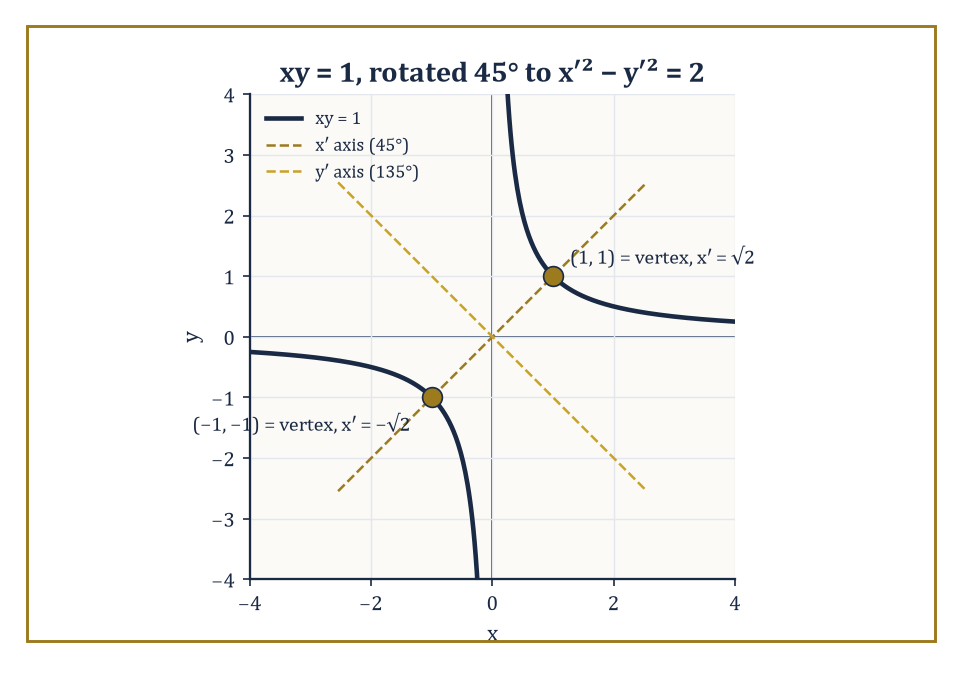 xy = 1, rotated 45° to x′² − y′² = 2
4
3
2
1
0
−1
−2
−3
−4
xy = 1
x′ axis (45°)
y′ axis (135°)
(1, 1) = vertex, x′ = √2
(−1, −1) = vertex, x′ = −√2
y
−4
−2
0
2
4
x